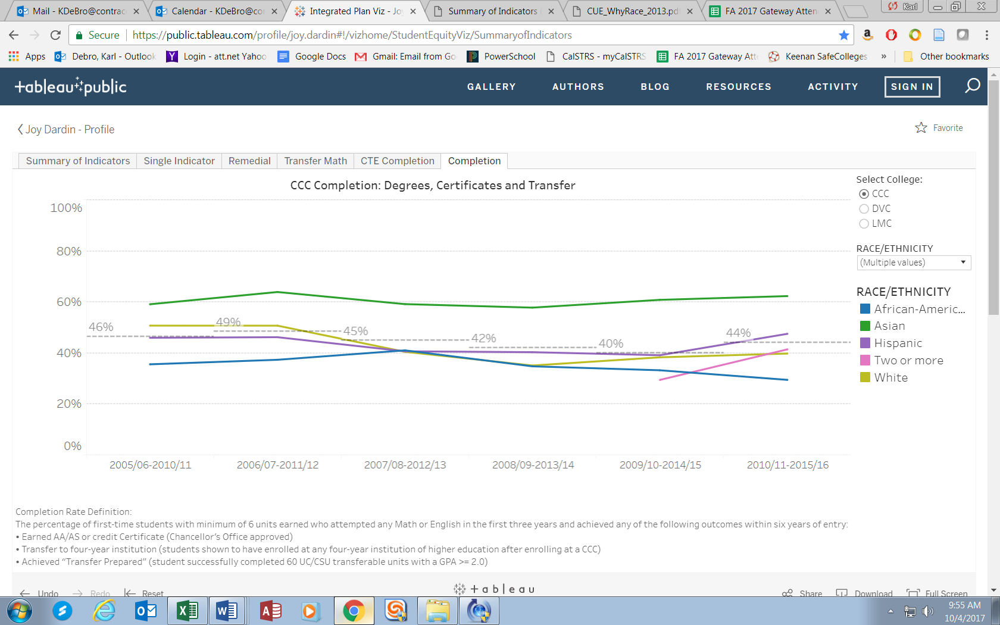 Mail - KDeBro@contrac
Calendar - KDeBro@co
Integrated Plan Viz - Jo
Summary of Indicators
CUE_WhyRace_2013.pd
FA 2017 Gateway Atten
Karl
Secure
https://public.tableau.com/profile/joy.dardin#!/vizhome/StudentEquityViz/SummaryofIndicators
Apps
Debro, Karl - Outlook
Login - att.net Yahoo
Google Docs
Gmail: Email from Go
PowerSchool
CalSTRS - myCalSTRS
FA 2017 Gateway Att
Keenan SafeColleges
»
Other bookmarks
+ableau public
GALLERY
AUTHORS
BLOG
RESOURCES
ACTIVITY
SIGN IN
Joy Dardin - Profile
Favorite
Summary of Indicators
Single Indicator
Remedial
Transfer Math
CTE Completion
Completion
CCC Completion: Degrees, Certificates and Transfer
100%
80%
60%
40%
20%
0%
46%
49%
45%
42%
40%
44%
2005/06-2010/11
2006/07-2011/12
2007/08-2012/13
2008/09-2013/14
2009/10-2014/15
2010/11-2015/16
Select College:
CCC
DVC
LMC
RACE/ETHNICITY
(Multiple values)
RACE/ETHNICITY
African-Americ...
Asian
Hispanic
Two or more
White
Completion Rate Definition:
The percentage of first-time students with minimum of 6 units earned who attempted any Math or English in the first three years and achieved any of the following outcomes within six years of entry:
• Earned AA/AS or credit Certificate (Chancellor's Office approved)
• Transfer to four-year institution (students shown to have enrolled at any four-year institution of higher education after enrolling at a CCC)
• Achieved “Transfer Prepared” (student successfully completed 60 UC/CSU transferable units with a GPA >= 2.0)
Undo
Redo
Reset
+ a b l e a u
Share
Download
Full Screen
9:55 AM
10/4/2017